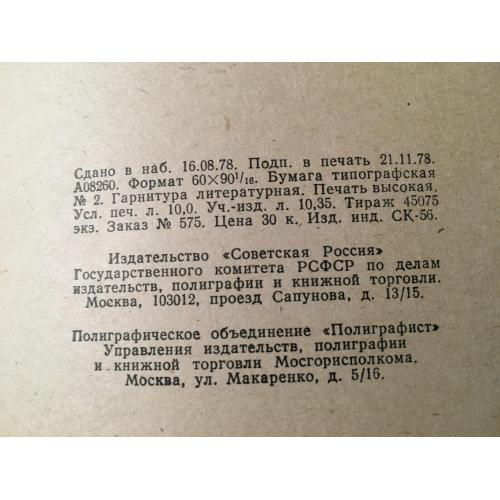 Сдано в наб. 16.08.78. Подп. в печать 21.11.78.
А08260. Формат 60×90¹/₁₆. Бумага типографская
№ 2. Гарнитура литературная. Печать высокая.
Усл. печ. л. 10,0. Уч.-изд. л. 10,35. Тираж 45075
экз. Заказ № 575. Цена 30 к. Изд. инд. СК-56.
Издательство «Советская Россия»
Государственного комитета РСФСР по делам
издательств, полиграфии и книжной торговли.
Москва, 103012, проезд Сапунова, д. 13/15.
Полиграфическое объединение «Полиграфист»
Управления издательств, полиграфии
и книжной торговли Мосгорисполкома.
Москва, ул. Макаренко, д. 5/16.